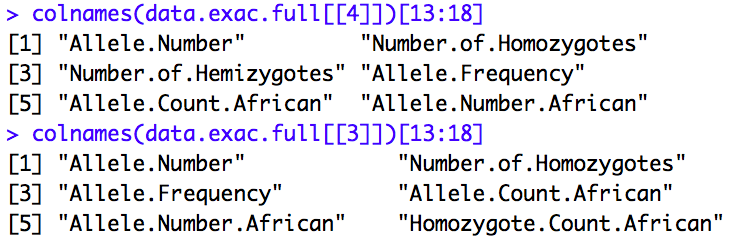 > colnames(data.exac.full[[4]])[13:18]
[1] "Allele.Number"          "Number.of.Homozygotes"
[3] "Number.of.Hemizygotes" "Allele.Frequency"
[5] "Allele.Count.African"  "Allele.Number.African"
> colnames(data.exac.full[[3]])[13:18]
[1] "Allele.Number"            "Number.of.Homozygotes"
[3] "Allele.Frequency"         "Allele.Count.African"
[5] "Allele.Number.African"    "Homozygote.Count.African"